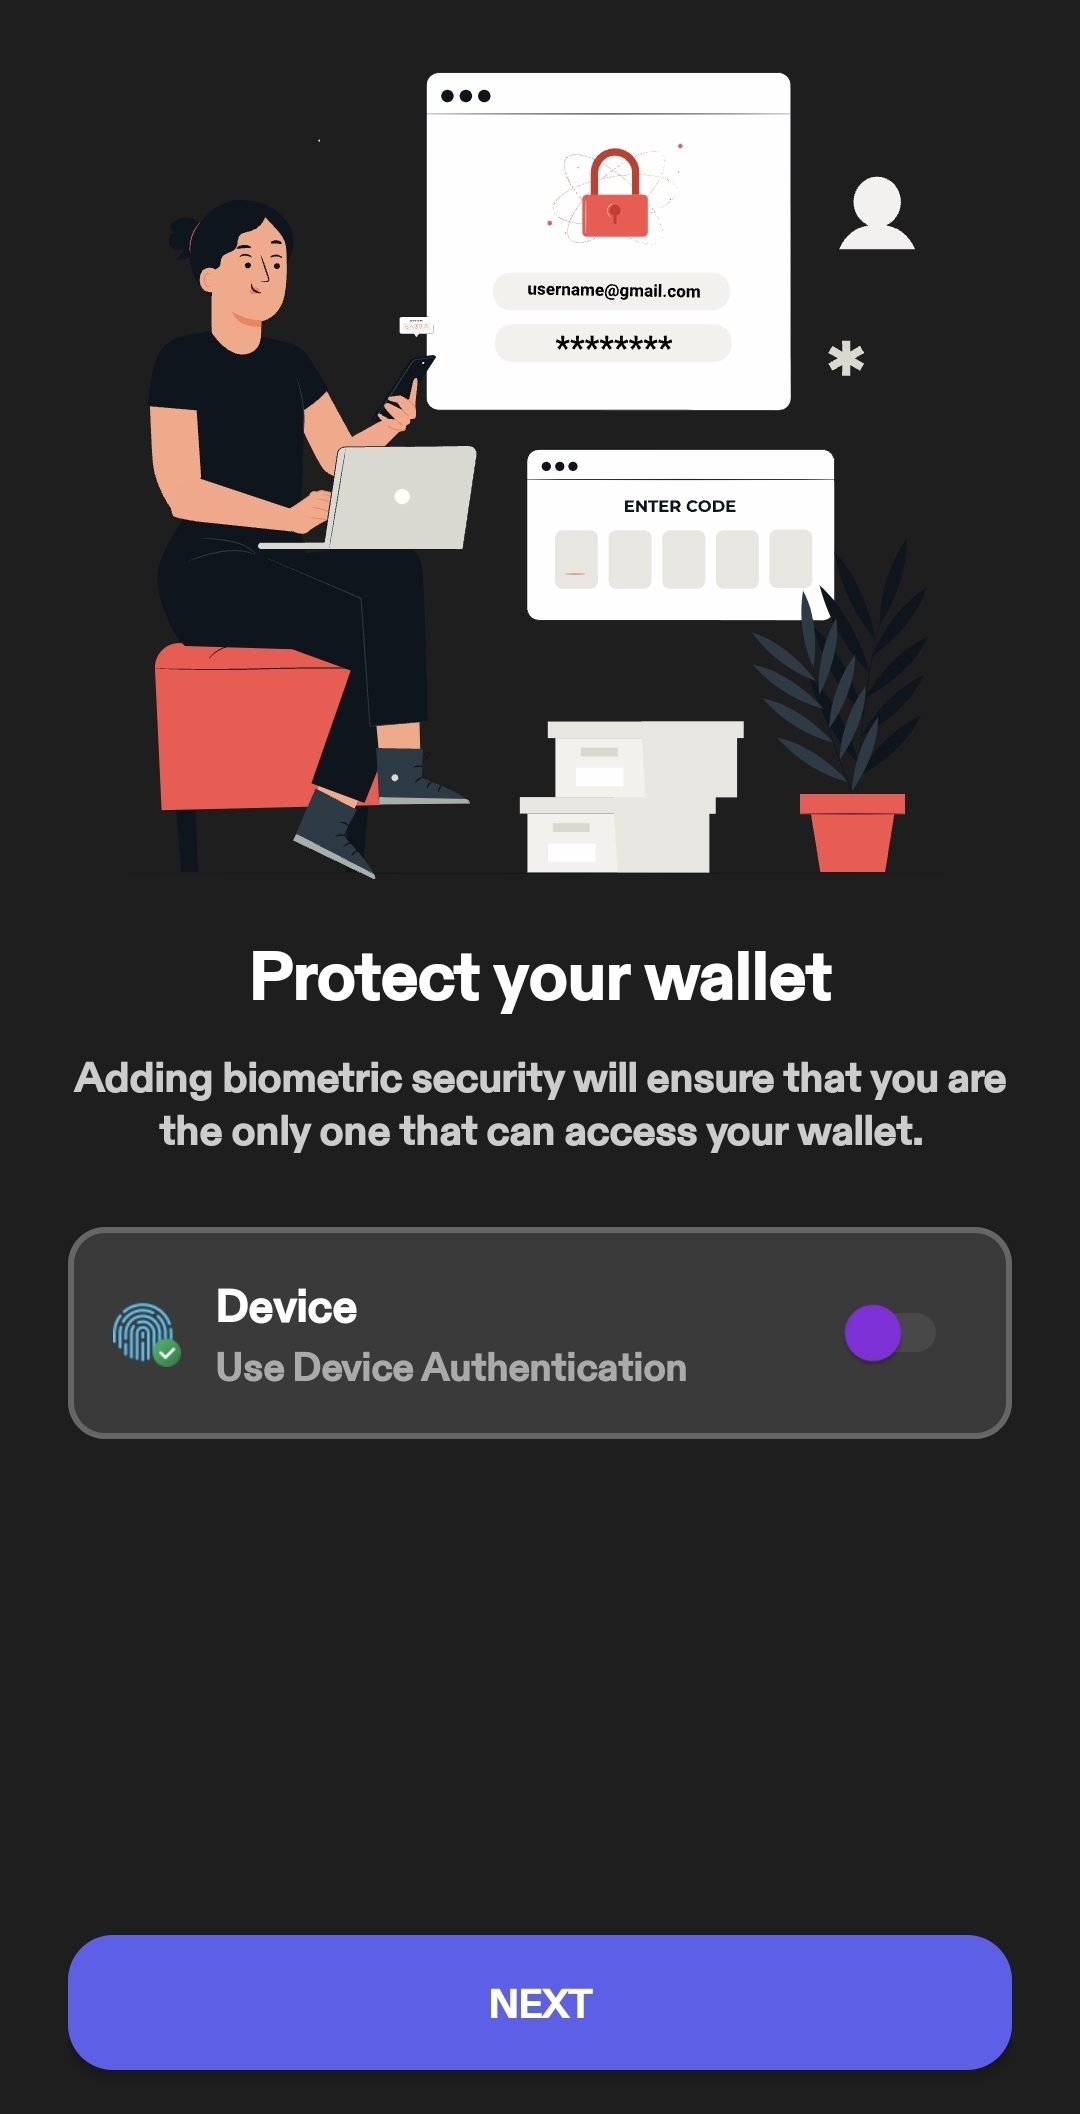 username@gmail.com
********
ENTER CODE
Protect your wallet
Adding biometric security will ensure that you are
the only one that can access your wallet.
Device
Use Device Authentication
NEXT